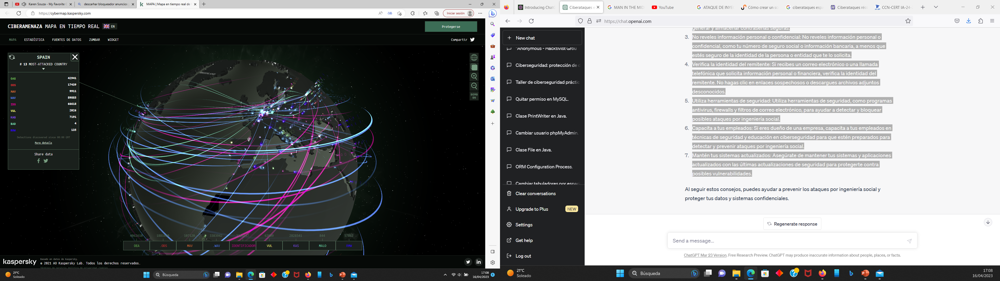 Karen Souza - My Favorite
descarhar bloqueador anuncios
MAPA | Mapa en tiempo real de
https://cybermap.kaspersky.com
Iniciar sesión
CIBERAMENAZA MAPA EN TIEMPO REAL
EN
Protegerse
MAPA
ESTADÍSTICA
FUENTES DE DATOS
ZUMBAR
WIDGET
Compartir
SPAIN
# 13 MOST-ATTACKED COUNTRY
OAS 42941
ODS 17439
MAV 9911
WAV 89885
IDS 66618
VUL 2026
KAS 7191
BAD 4
RMW 135
Detections discovered since 00:00 GMT
More details
Share data
DEMO
ON
4062610
107120
3383942
2828541
844
57862
OEA
.ODS
MAV
.WAV
IDENTIFICADOR
VUL
KAS
MALO
RMW
kaspersky
Basado en datos de Kaspersky.
© 2021 AO Kaspersky Lab. Todos los derechos reservados.
Términos de servicio. Política de privacidad. Cookies
21°C
Soleado
Búsqueda
17:08
16/04/2023
6
Introducing Chat
Ciberataques e
MAN IN THE MID
YouTube
ATAQUE DE INYE
Cómo crear un
ciberataques esp
Ciberataques
CCN-CERT IA-24-
https://chat.openai.com
New chat
"Anonymous - Hacktivist Grou
Ciberseguridad: protección de
Taller de ciberseguridad práctic
Quitar permiso en MySQL.
Clase PrintWriter en Java.
Cambiar usuario phpMyAdmin.
Clase File en Java.
ORM Configuration Process.
Cambiar tabuladores por espac
Clear conversations
Upgrade to Plus
NEW
Settings
Get help
Log out
generar y almacenar contraseñas seguras.
3. No reveles información personal o confidencial: No reveles información personal o
confidencial, como tu número de seguro social o información bancaria, a menos que
estés seguro de la identidad de la persona o entidad que te lo solicita.
4. Verifica la identidad del remitente: Si recibes un correo electrónico o una llamada
telefónica que solicita información personal o financiera, verifica la identidad del
remitente. No hagas clic en enlaces sospechosos o descargues archivos adjuntos
desconocidos.
5. Utiliza herramientas de seguridad: Utiliza herramientas de seguridad, como programas
antivirus, firewalls y filtros de correo electrónico, para ayudar a detectar y bloquear
posibles ataques por ingeniería social.
6. Capacita a tus empleados: Si eres dueño de una empresa, capacita a tus empleados en
técnicas de seguridad y educación en ciberseguridad para que estén preparados para
detectar y prevenir ataques por ingeniería social.
7. Mantén tus sistemas actualizados: Asegúrate de mantener tus sistemas y aplicaciones
actualizados con las últimas actualizaciones de seguridad para protegerte contra
posibles vulnerabilidades.
Al seguir estos consejos, puedes ayudar a prevenir los ataques por ingeniería social y
proteger tus datos y sistemas confidenciales.
Regenerate response
Send a message...
ChatGPT Mar 23 Version. Free Research Preview. ChatGPT may produce inaccurate information about people, places, or facts.
21°C
Soleado
Búsqueda
17:08
16/04/2023